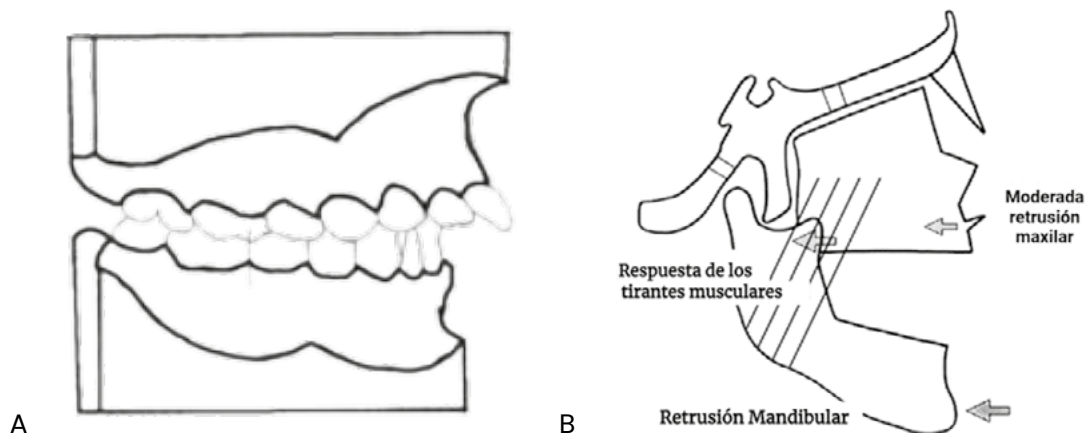 Moderada
retrusión
maxilar
Respuesta de los
tirantes musculares
Retrusión Mandibular
A
B